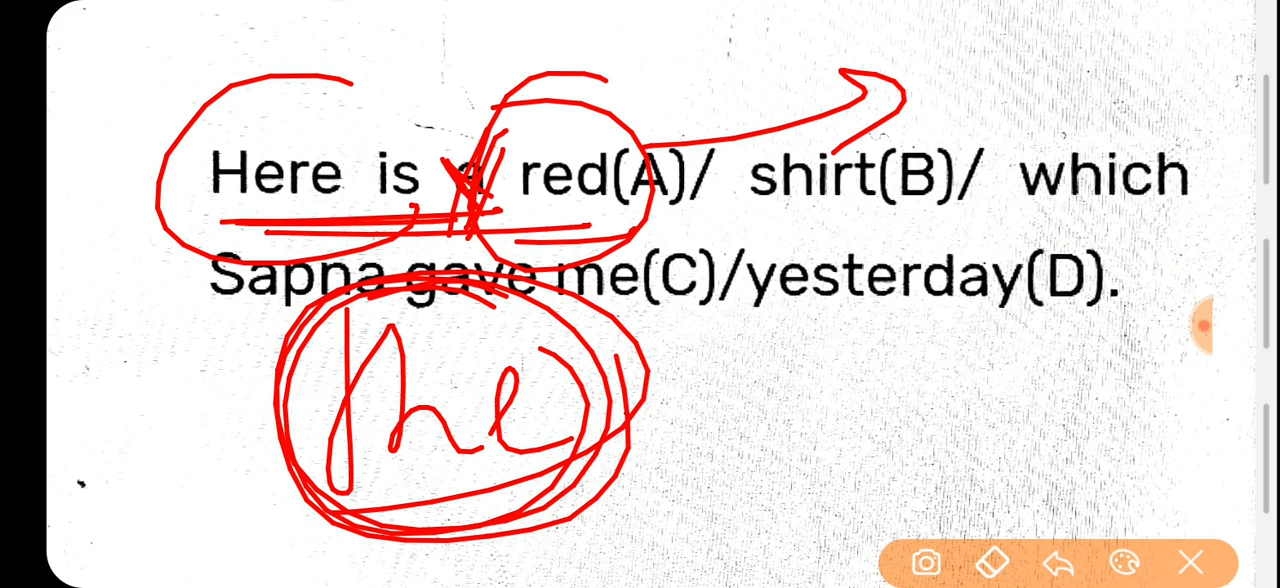 Here is a red(A)/ shirt(B)/ which
Sapna gave me(C)/yesterday(D).
the